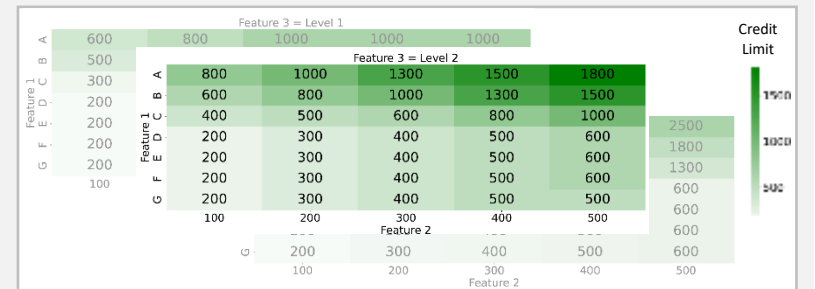 Feature 3 = Level 1
Credit
Limit
A 600 800 1000 1000 1000
B 500
C 300
D 200
E 200
F 200
G 200
100
Feature 1
Feature 3 = Level 2
A 800 1000 1300 1500 1800
B 600 800 1000 1300 1500
C 400 500 600 800 1000
D 200 300 400 500 600
E 200 300 400 500 600
F 200 300 400 500 600
G 200 300 400 500 500
100 200 300 400 500
Feature 1
Feature 2
2500
1800
1300
600
600
600
G 200 300 400 500 600
100 200 300 400 500
Feature 2
1500
1000
500